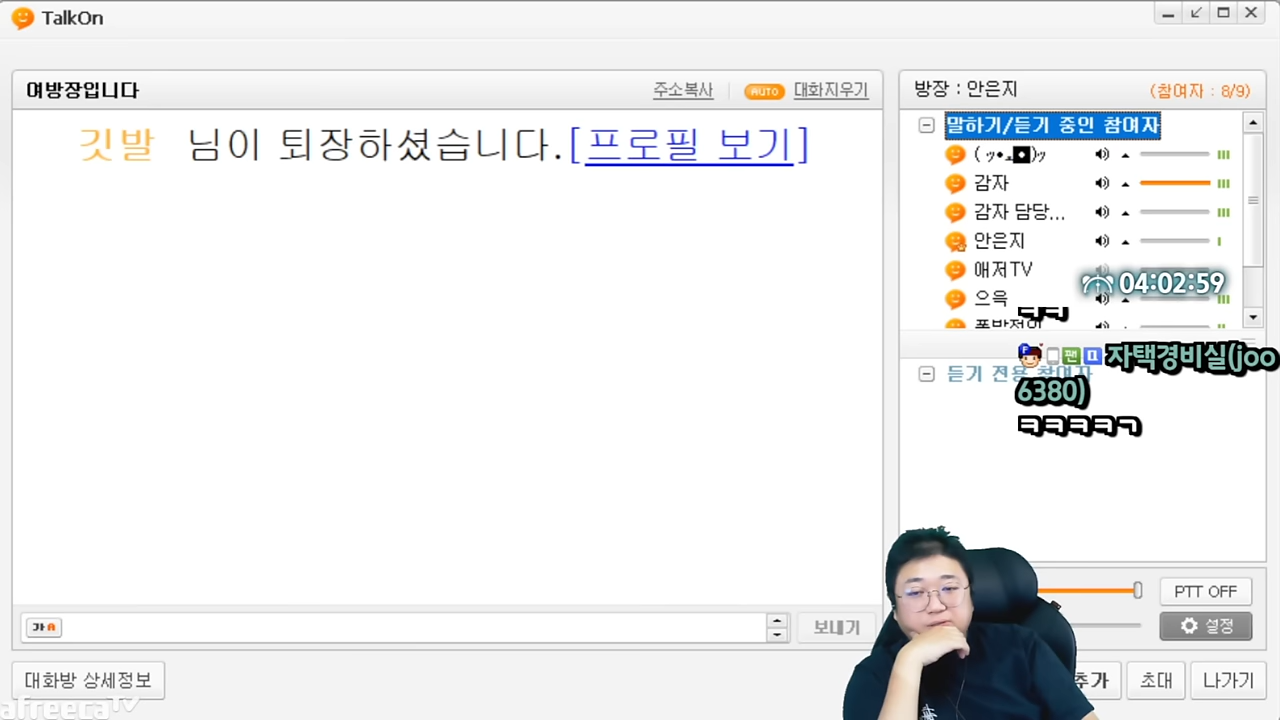 TalkOn
여방장입니다
주소복사
AUTO 대화지우기
방장 : 안은지
(참여자 : 8/9)
깃발 님이 퇴장하셨습니다.[프로필 보기]
말하기/듣기 중인 참여자
감자
감자 담당...
안은지
애저TV
04:02:59
으윽
ㅋㅋ
팬 자택경비실(joo
6380)
듣기 전용 참여자
ㅋㅋㅋㅋㄱ
PTT OFF
가a
보내기
설정
대화방 상세정보
추가
초대
나가기
afreecaTV